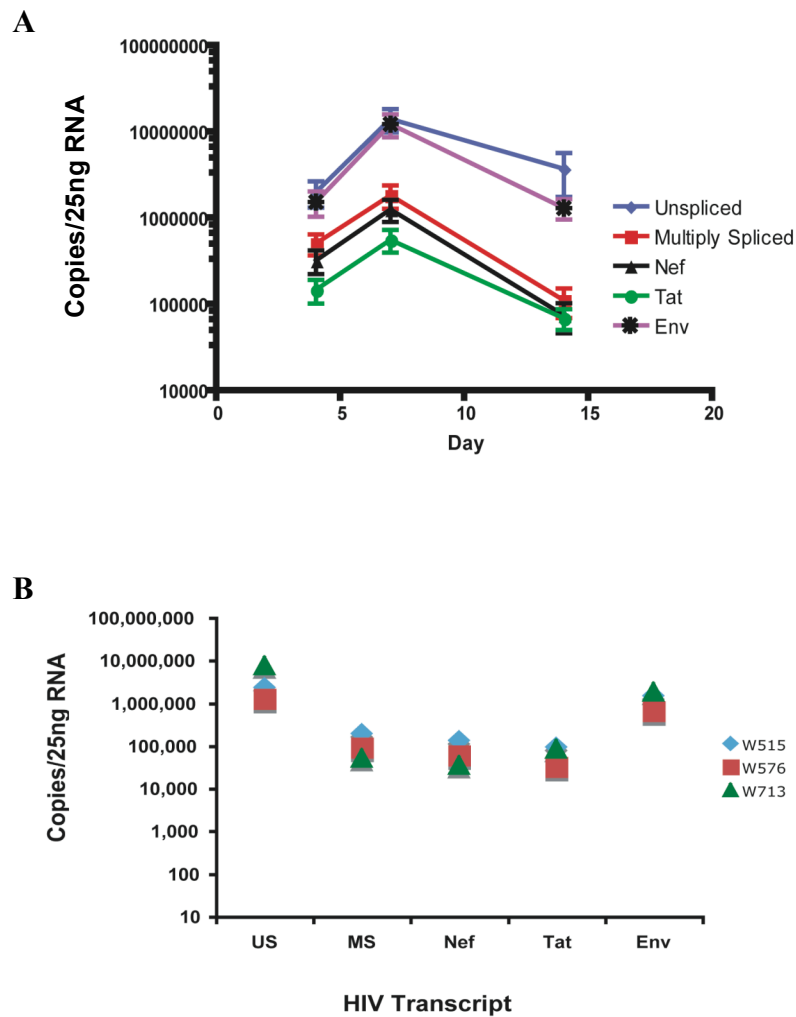 A
Copies/25ng RNA
100000000
10000000
1000000
100000
10000
0
5
10
15
20
Day
Unspliced
Multiply Spliced
Nef
Tat
Env
B
Copies/25ng RNA
100,000,000
10,000,000
1,000,000
100,000
10,000
1,000
100
10
US
MS
Nef
Tat
Env
W515
W576
W713
HIV Transcript